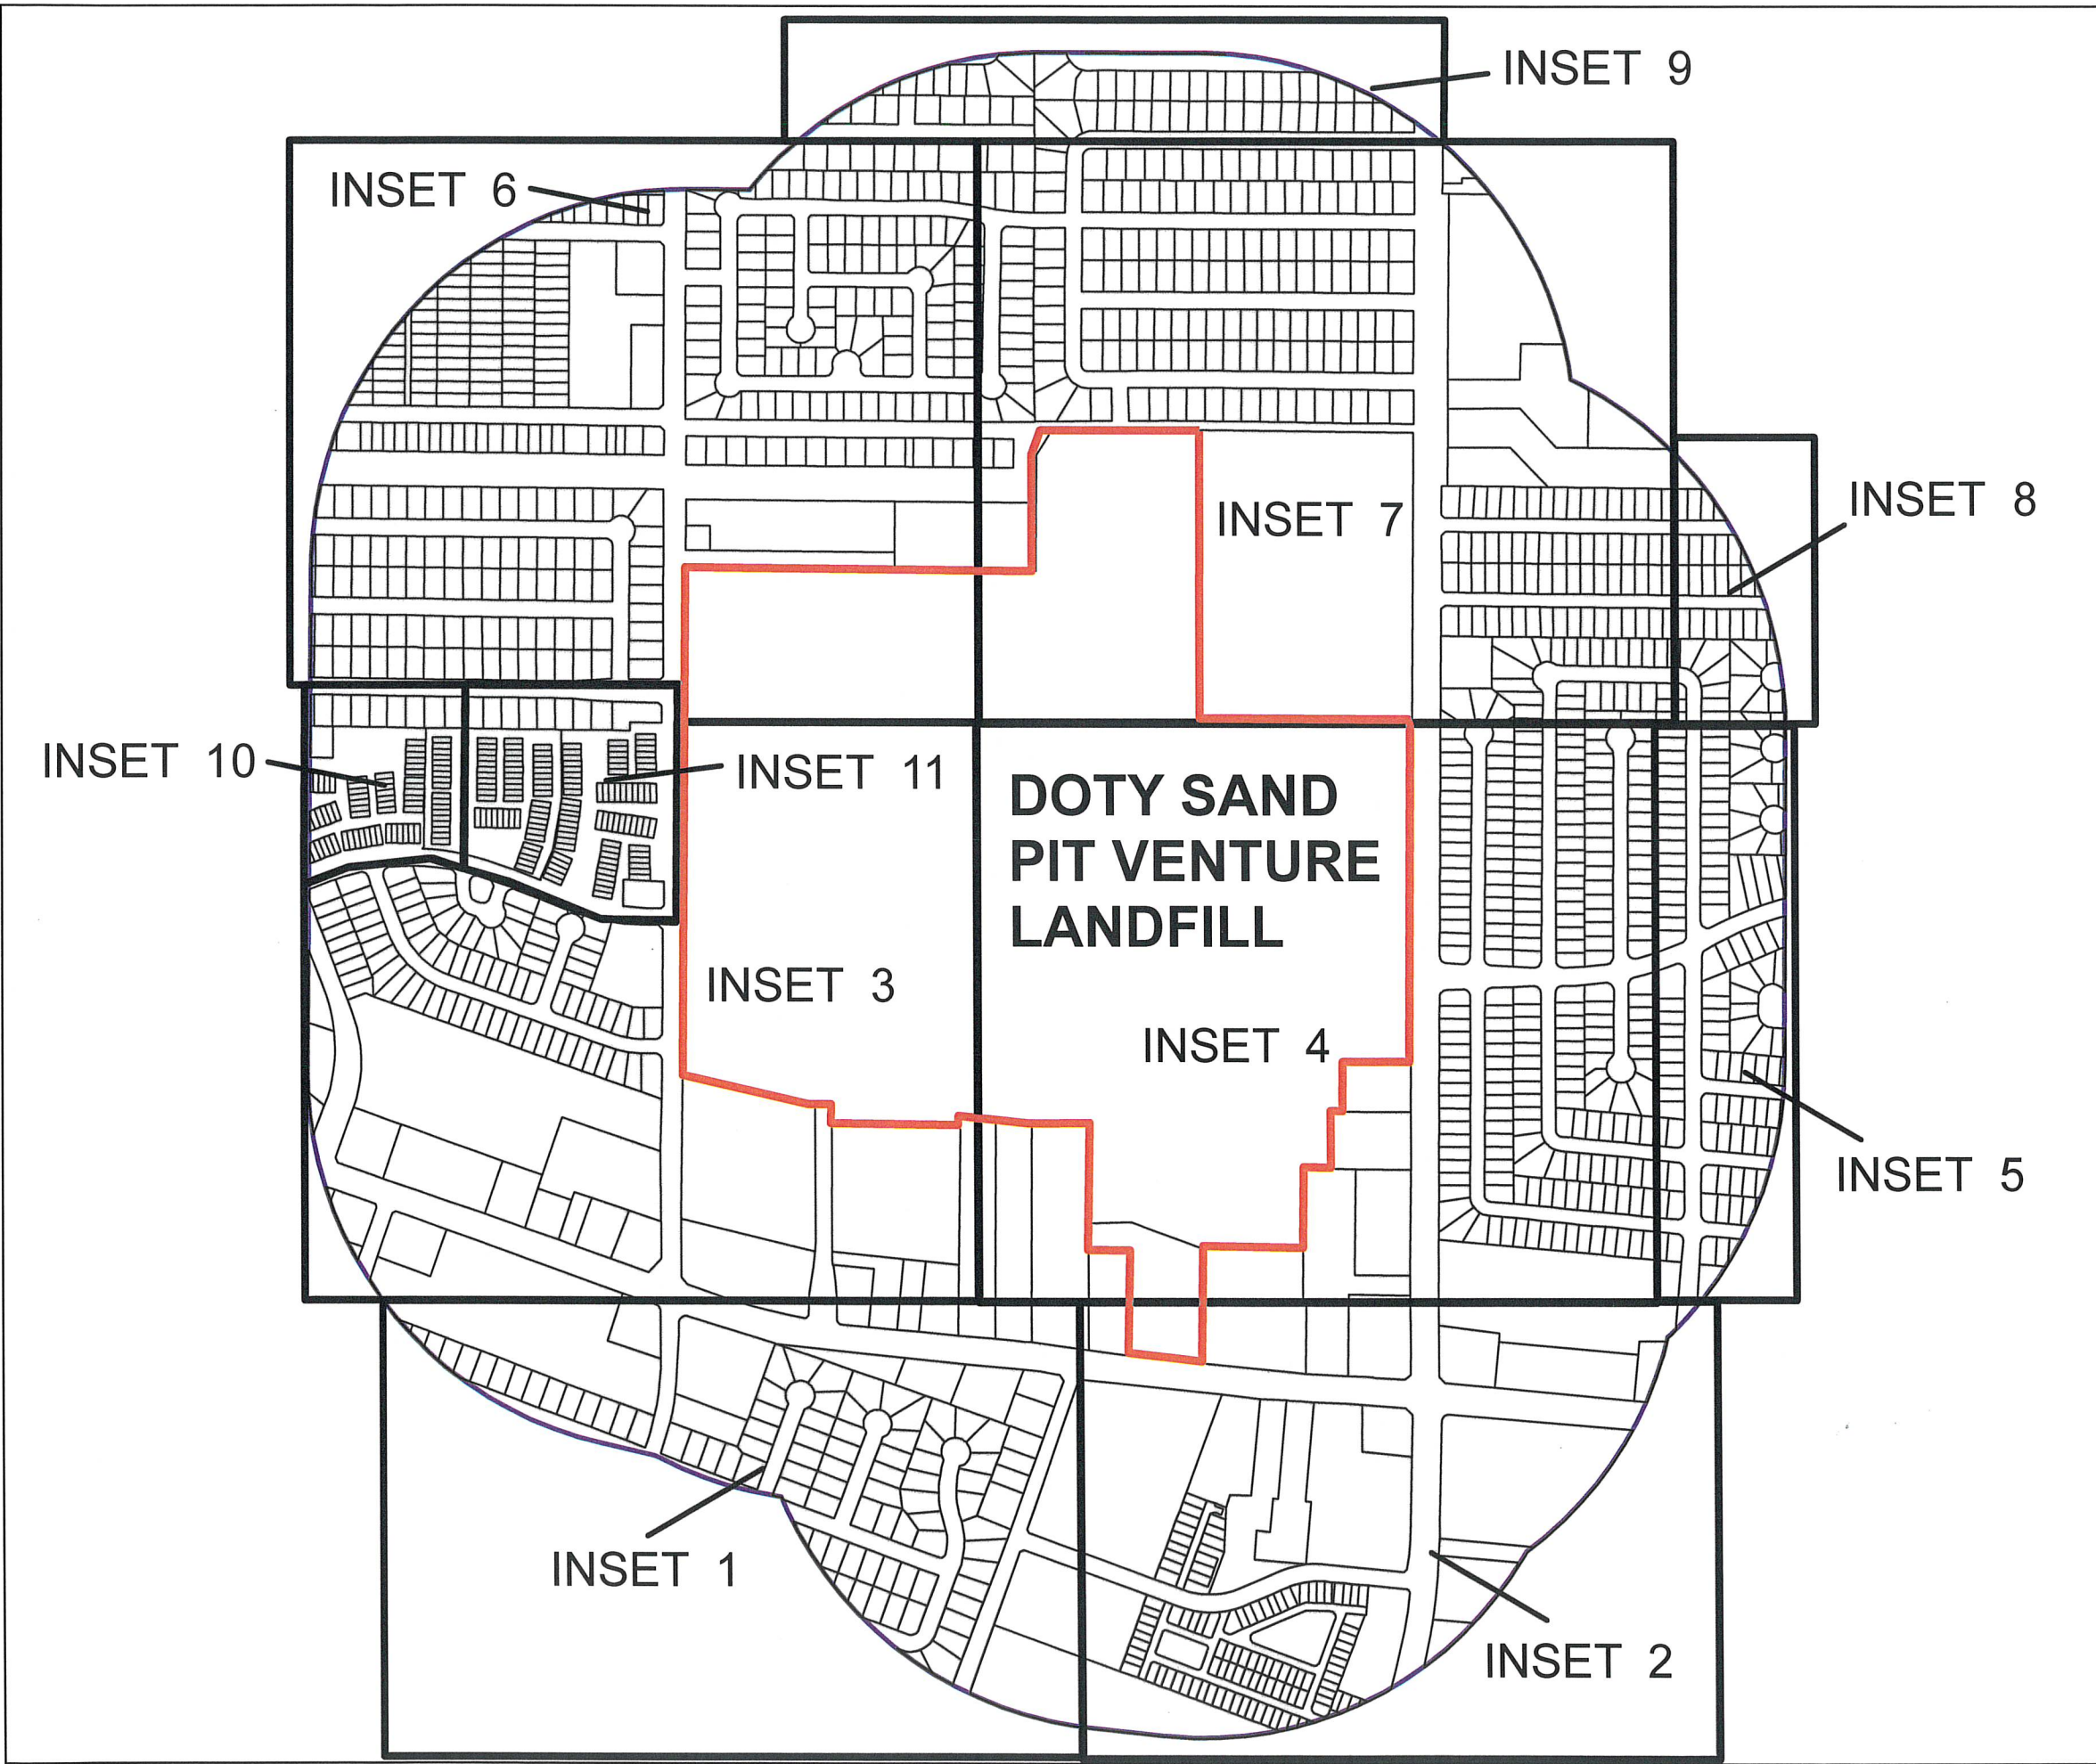 INSET 9
INSET 6
INSET 8
INSET 7
INSET 10
INSET 11
DOTY SAND
PIT VENTURE
LANDFILL
INSET 3
INSET 4
INSET 5
INSET 1
INSET 2